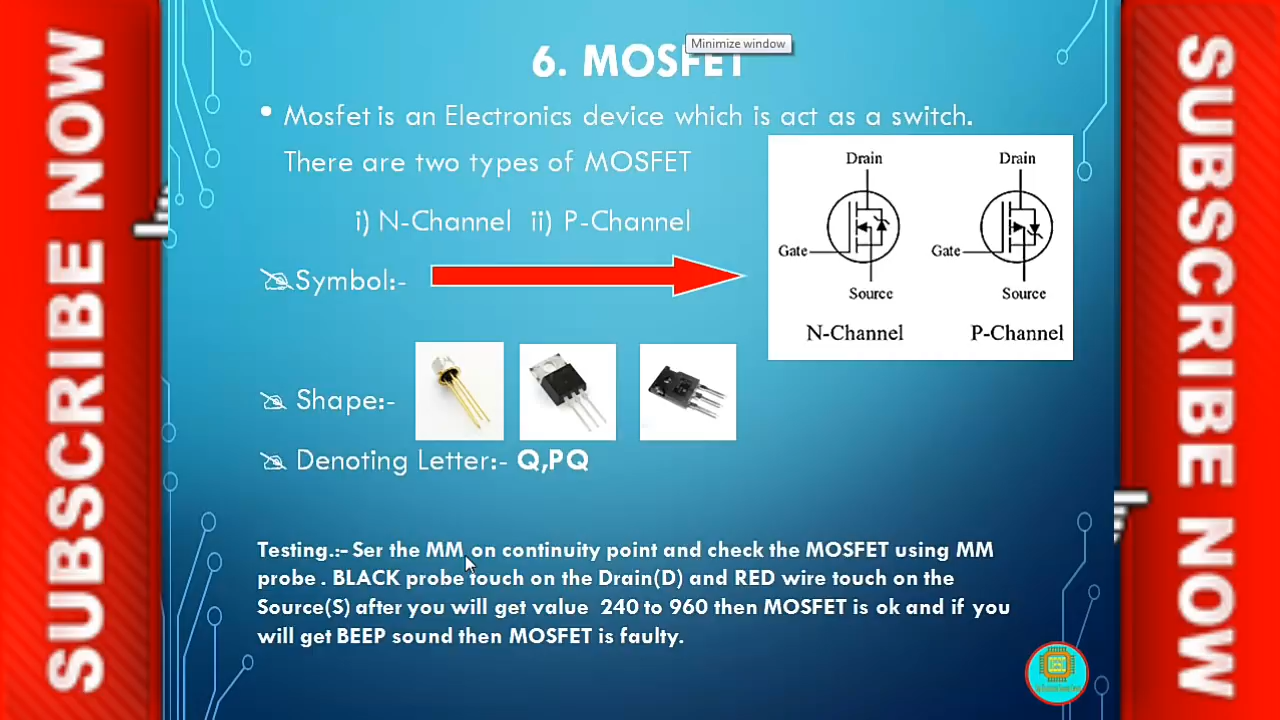 SUBSCRIBE NOW
SUBSCRIBE NOW
Minimize window
6. MOSFET
• Mosfet is an Electronics device which is act as a switch.
There are two types of MOSFET
i) N-Channel ii) P-Channel
Symbol:-
Drain
Drain
Gate
Gate
Source
Source
N-Channel
P-Channel
Shape:-
Denoting Letter:- Q,PQ
Testing.:- Ser the MM on continuity point and check the MOSFET using MM
probe . BLACK probe touch on the Drain(D) and RED wire touch on the
Source(S) after you will get value 240 to 960 then MOSFET is ok and if you
will get BEEP sound then MOSFET is faulty.